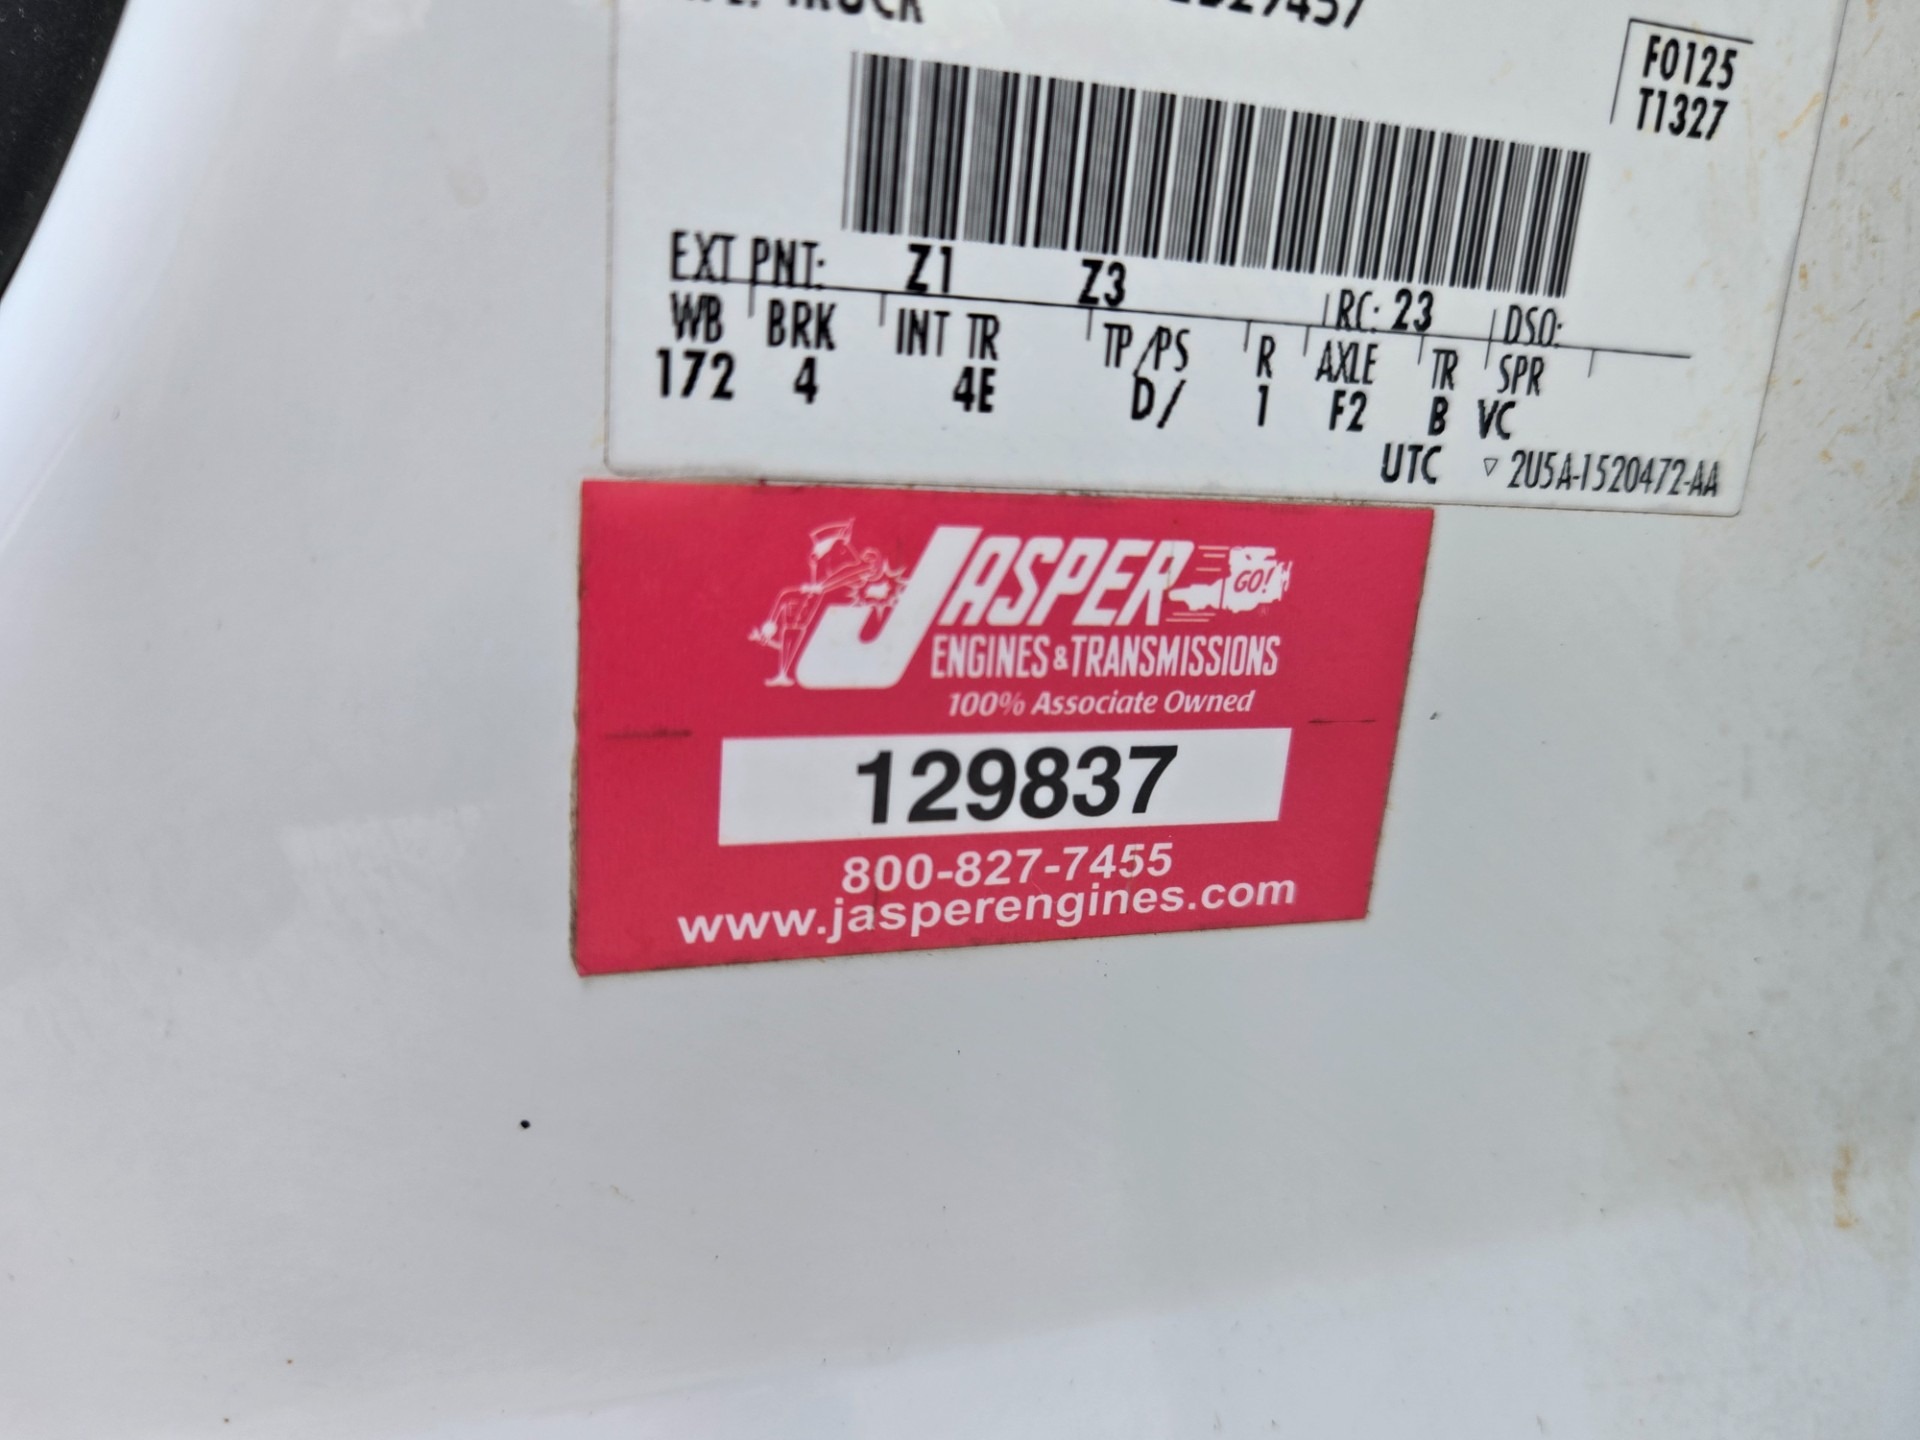 TRUCK
F0125
T1327
EXT PNT: Z1 Z3 RC: 23 DSO:
WB BRK INT TR TP/PS R AXLE TR SPR
172 4 4E D/ 1 F2 B VC
UTC ▽ 2U5A-1520472-AA
JASPER GO!
ENGINES & TRANSMISSIONS
100% Associate Owned
129837
800-827-7455
www.jasperengines.com